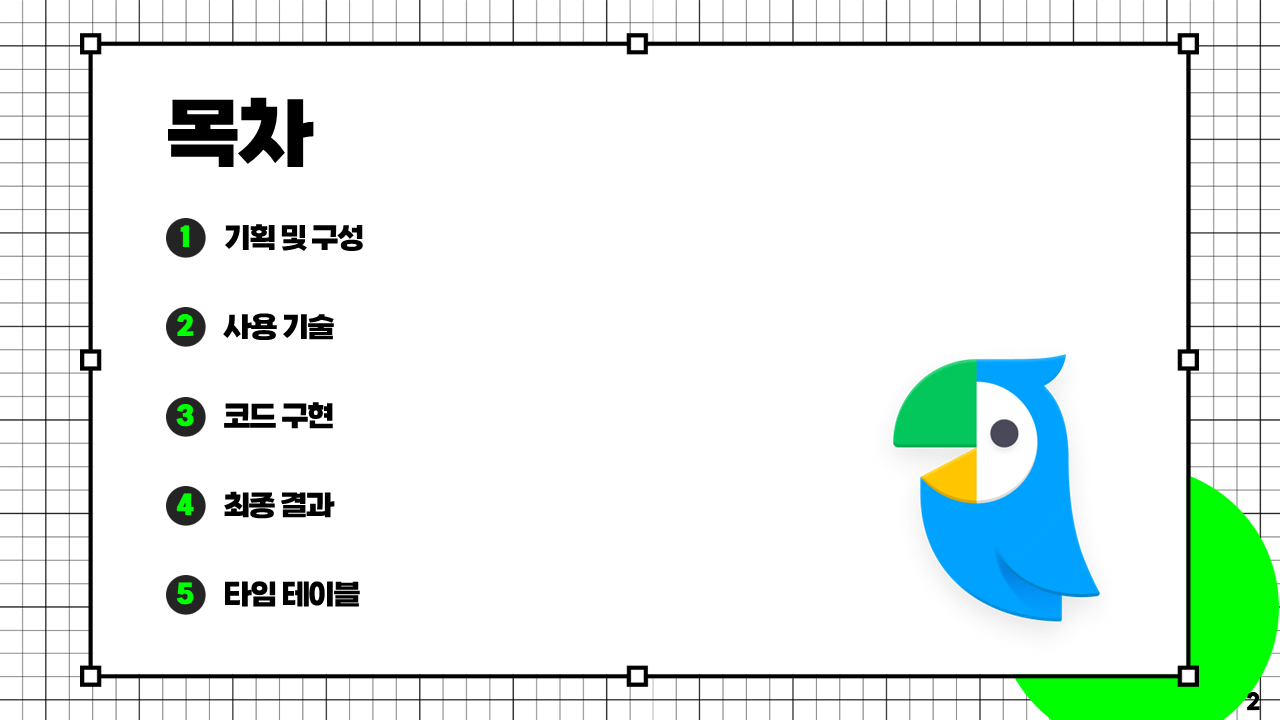 목차
1 기획 및 구성
2 사용 기술
3 코드 구현
4 최종 결과
5 타임 테이블
2